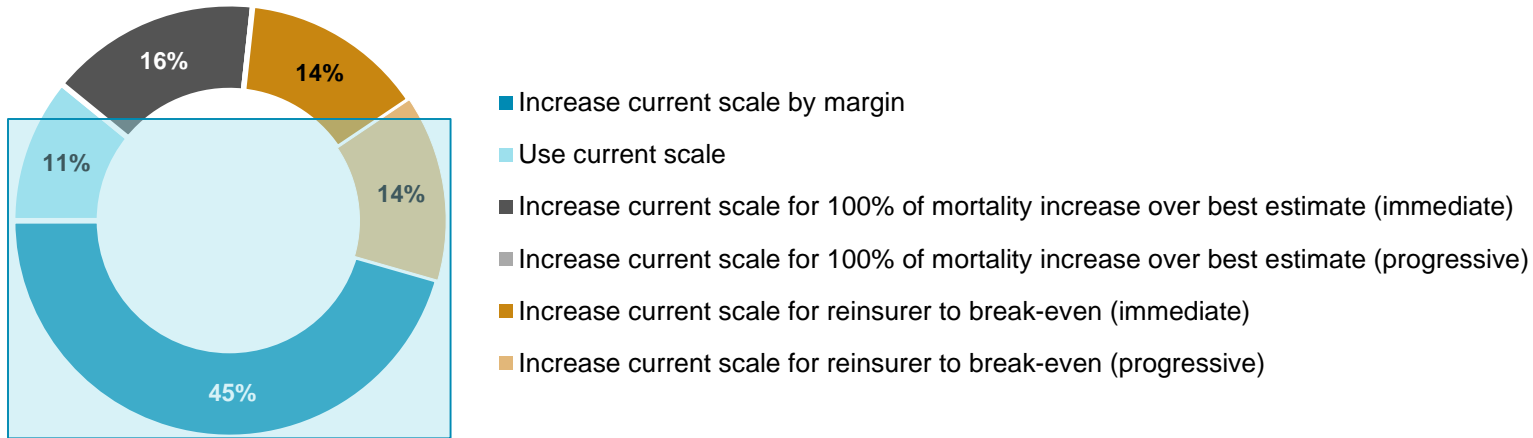 16%
14%
11%
14%
45%
Increase current scale by margin
Use current scale
Increase current scale for 100% of mortality increase over best estimate (immediate)
Increase current scale for 100% of mortality increase over best estimate (progressive)
Increase current scale for reinsurer to break-even (immediate)
Increase current scale for reinsurer to break-even (progressive)